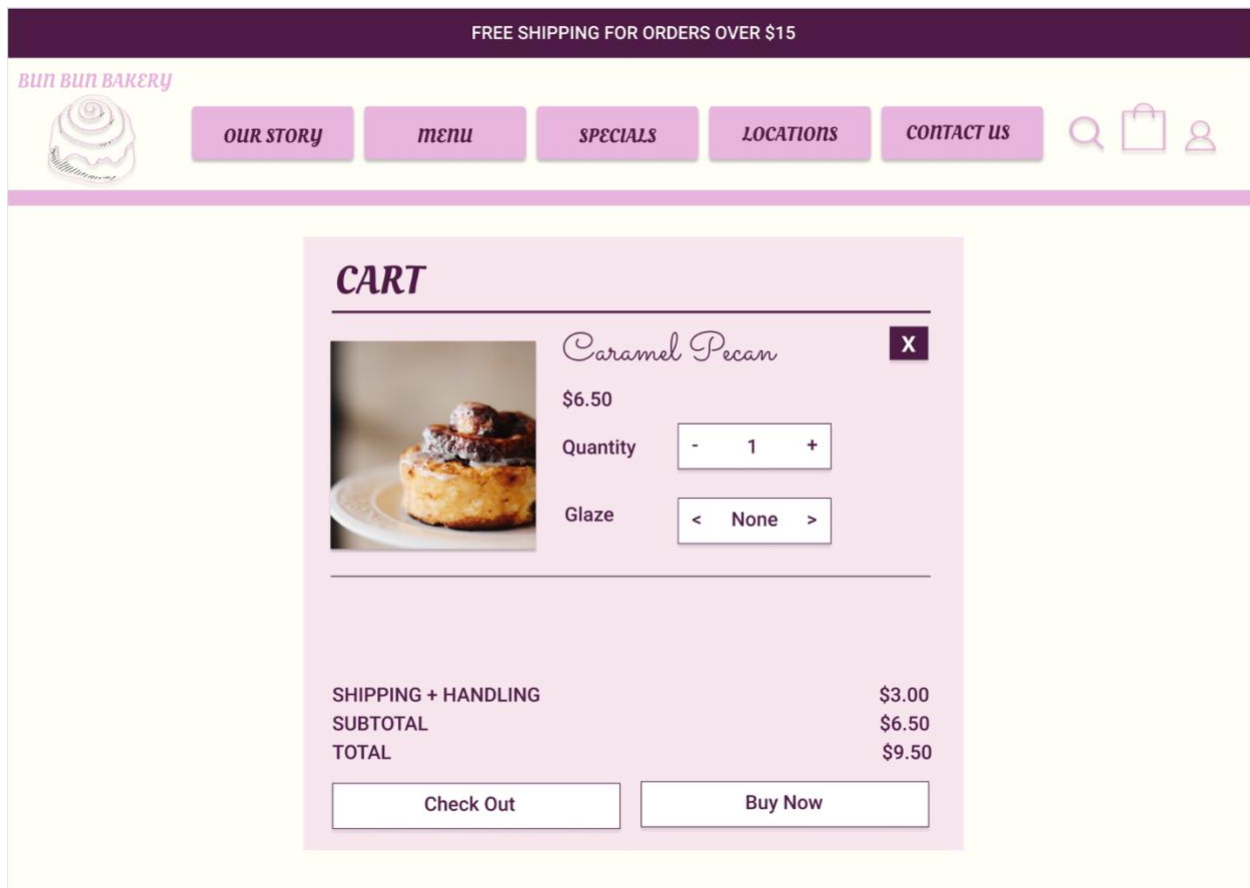 FREE SHIPPING FOR ORDERS OVER $15
BUN BUN BAKERY
OUR STORY
MENU
SPECIALS
LOCATIONS
CONTACT US
CART
Caramel Pecan
X
$6.50
Quantity
- 1 +
Glaze
< None >
SHIPPING + HANDLING $3.00
SUBTOTAL $6.50
TOTAL $9.50
Check Out
Buy Now